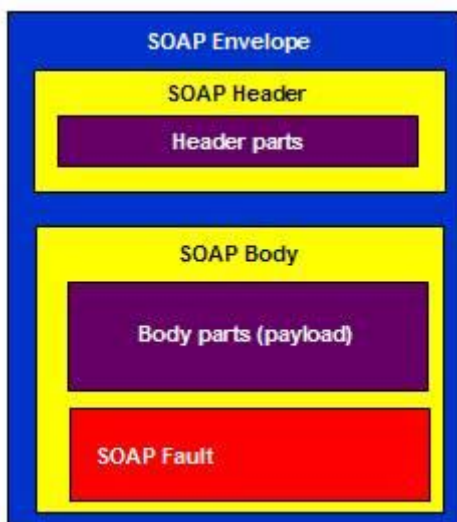 SOAP Envelope
SOAP Header
Header parts
SOAP Body
Body parts (payload)
SOAP Fault